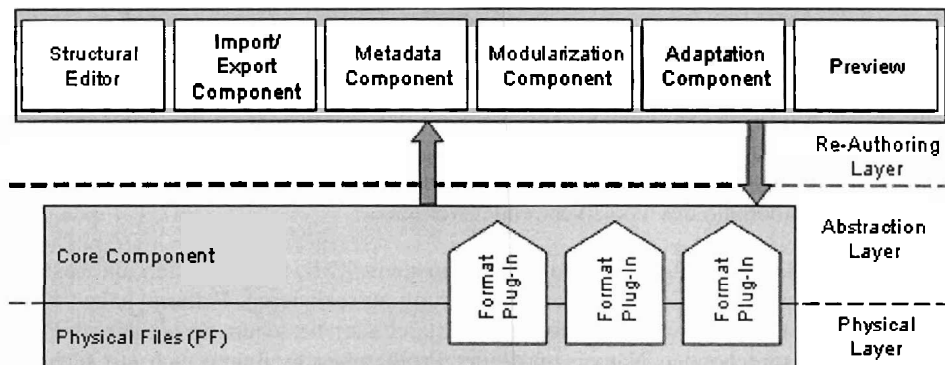 Structural
Editor
Import/
Export
Component
Metadata
Component
Modularization
Component
Adaptation
Component
Preview
Re-Authoring
Layer
Core Component
Format
Plug-In
Format
Plug-In
Format
Plug-In
Abstraction
Layer
Physical Files (PF)
Physical
Layer